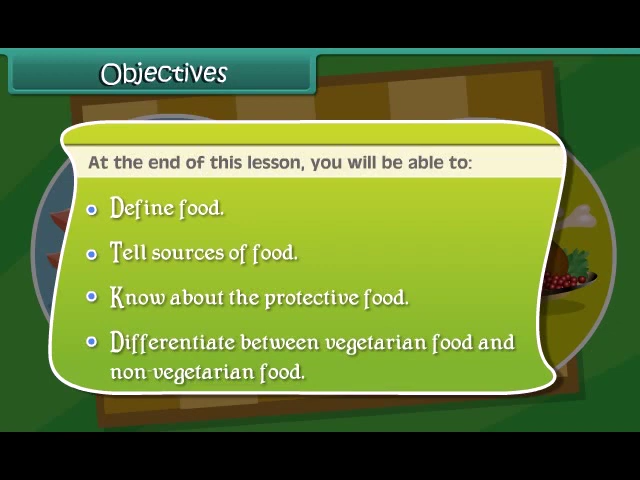 Objectives
At the end of this lesson, you will be able to:
Define food.
Tell sources of food.
Know about the protective food.
Differentiate between vegetarian food and
non-vegetarian food.